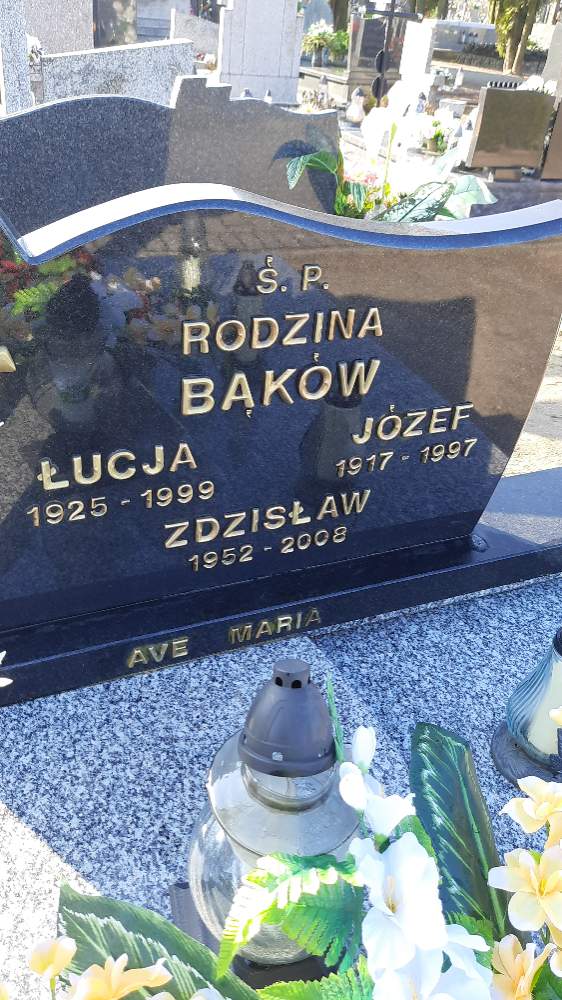 Ś. P.
RODZINA
BĄKÓW
ŁUCJA JÓZEF
1925 - 1999 1917 - 1997
ZDZISŁAW
1952 - 2008
AVE MARIA